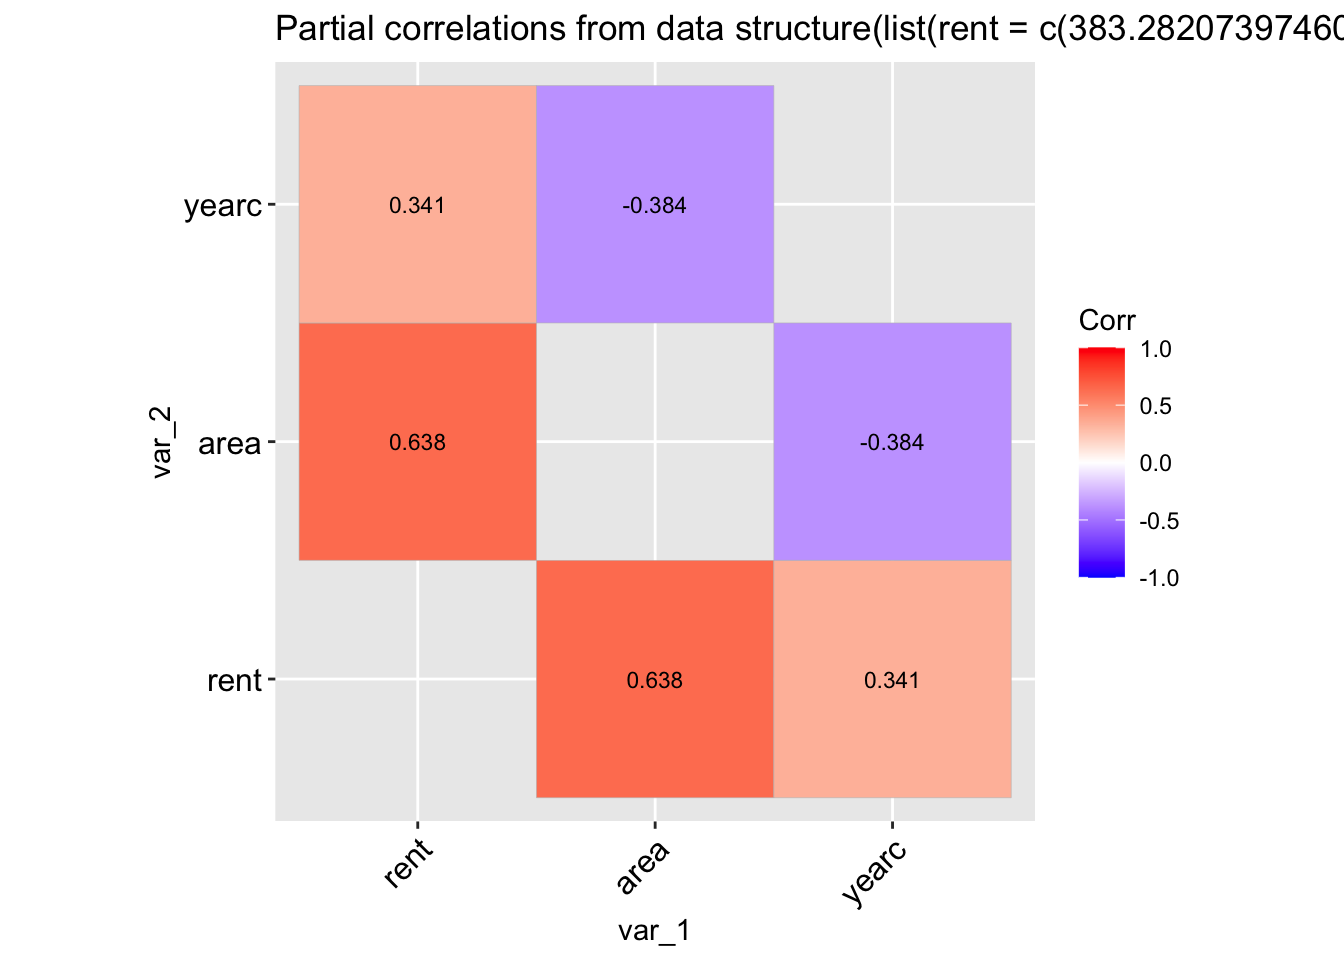 Partial correlations from data structure(list(rent = c(383.2820739746
yearc
0.341
-0.384
Corr
1.0
0.5
0.0
-0.5
-1.0
var_2
area
0.638
-0.384
rent
0.638
0.341
rent
area
yearc
var_1